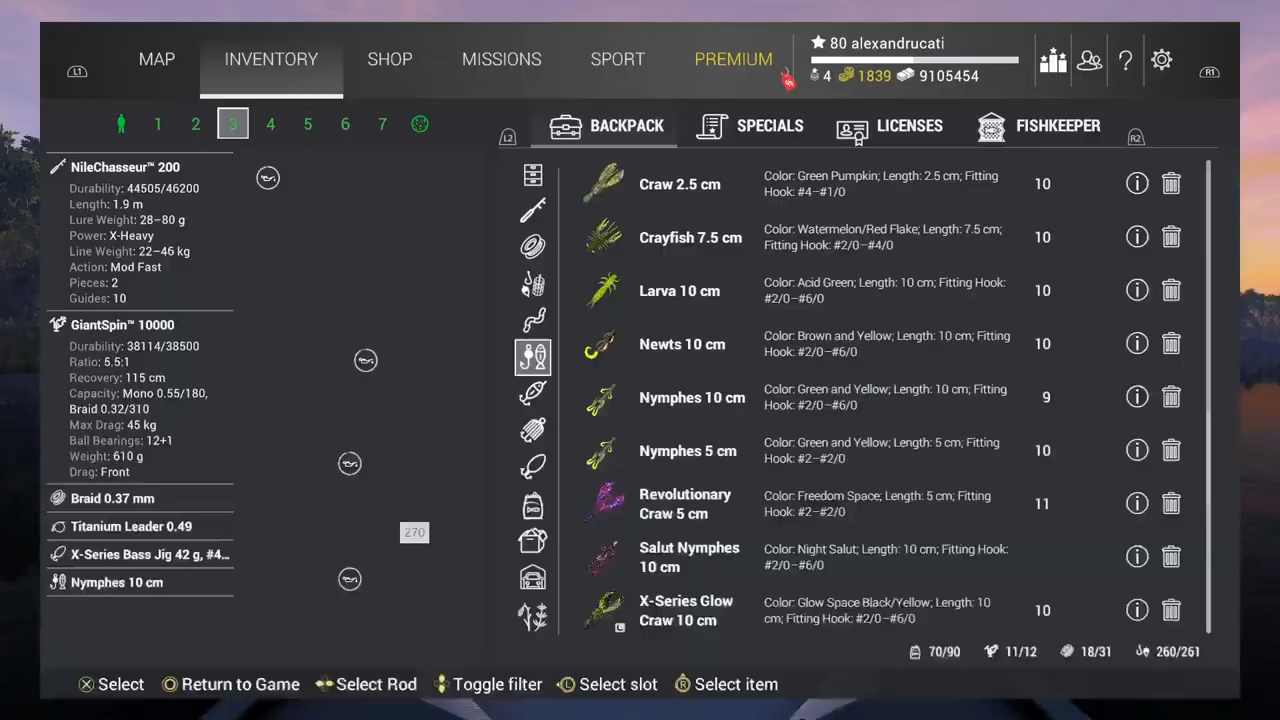 L1
MAP
INVENTORY
SHOP
MISSIONS
SPORT
PREMIUM
80 alexandrucati
4 1839 9105454
?
R1
1 2 3 4 5 6 7
L2
BACKPACK
SPECIALS
LICENSES
FISHKEEPER
R2
NileChasseur™ 200
Durability: 44505/46200
Length: 1.9 m
Lure Weight: 28–80 g
Power: X-Heavy
Line Weight: 22–46 kg
Action: Mod Fast
Pieces: 2
Guides: 10
GiantSpin™ 10000
Durability: 38114/38500
Ratio: 5.5:1
Recovery: 115 cm
Capacity: Mono 0.55/180,
Braid 0.32/310
Max Drag: 45 kg
Ball Bearings: 12+1
Weight: 610 g
Drag: Front
Braid 0.37 mm
Titanium Leader 0.49
X-Series Bass Jig 42 g, #4...
Nymphes 10 cm
270
Craw 2.5 cm
Color: Green Pumpkin; Length: 2.5 cm; Fitting
Hook: #4–#1/0
10
Crayfish 7.5 cm
Color: Watermelon/Red Flake; Length: 7.5 cm;
Fitting Hook: #2/0–#4/0
10
Larva 10 cm
Color: Acid Green; Length: 10 cm; Fitting Hook:
#2/0–#6/0
10
Newts 10 cm
Color: Brown and Yellow; Length: 10 cm; Fitting
Hook: #2/0–#6/0
10
Nymphes 10 cm
Color: Green and Yellow; Length: 10 cm; Fitting
Hook: #2/0–#6/0
9
Nymphes 5 cm
Color: Green and Yellow; Length: 5 cm; Fitting
Hook: #2–#2/0
10
Revolutionary
Craw 5 cm
Color: Freedom Space; Length: 5 cm; Fitting
Hook: #2–#2/0
11
Salut Nymphes
10 cm
Color: Night Salut; Length: 10 cm; Fitting Hook:
#2/0–#6/0
10
X-Series Glow
Craw 10 cm
Color: Glow Space Black/Yellow; Length: 10
cm; Fitting Hook: #2/0–#6/0
10
70/90 11/12 18/31 260/261
Select
Return to Game
Select Rod
Toggle filter
L Select slot
R Select item